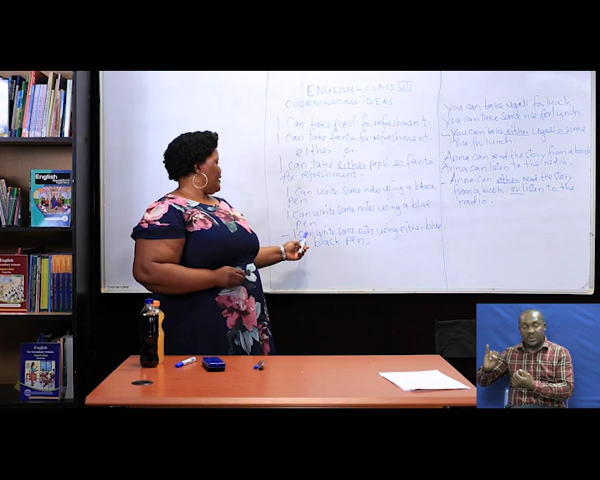 ENGLISH - CLASS VII
COORDINATING IDEAS
I can take pepsi for refreshment
I can take fanta for refreshment.
either... or
I can take either pepsi or fanta
for refreshment.
I can write some notes using a black
pen
I can write some notes using a blue
pen
- I can write some notes using either blue
black pen.
You can take ugali for lunch
You can take some rice for lunch.
- You can take either ugali or some
rice for lunch.
Anna can read the story from a book
Anna can listen to the radio.
- Anna can either read the story
from a book or listen to the
radio.
English
English